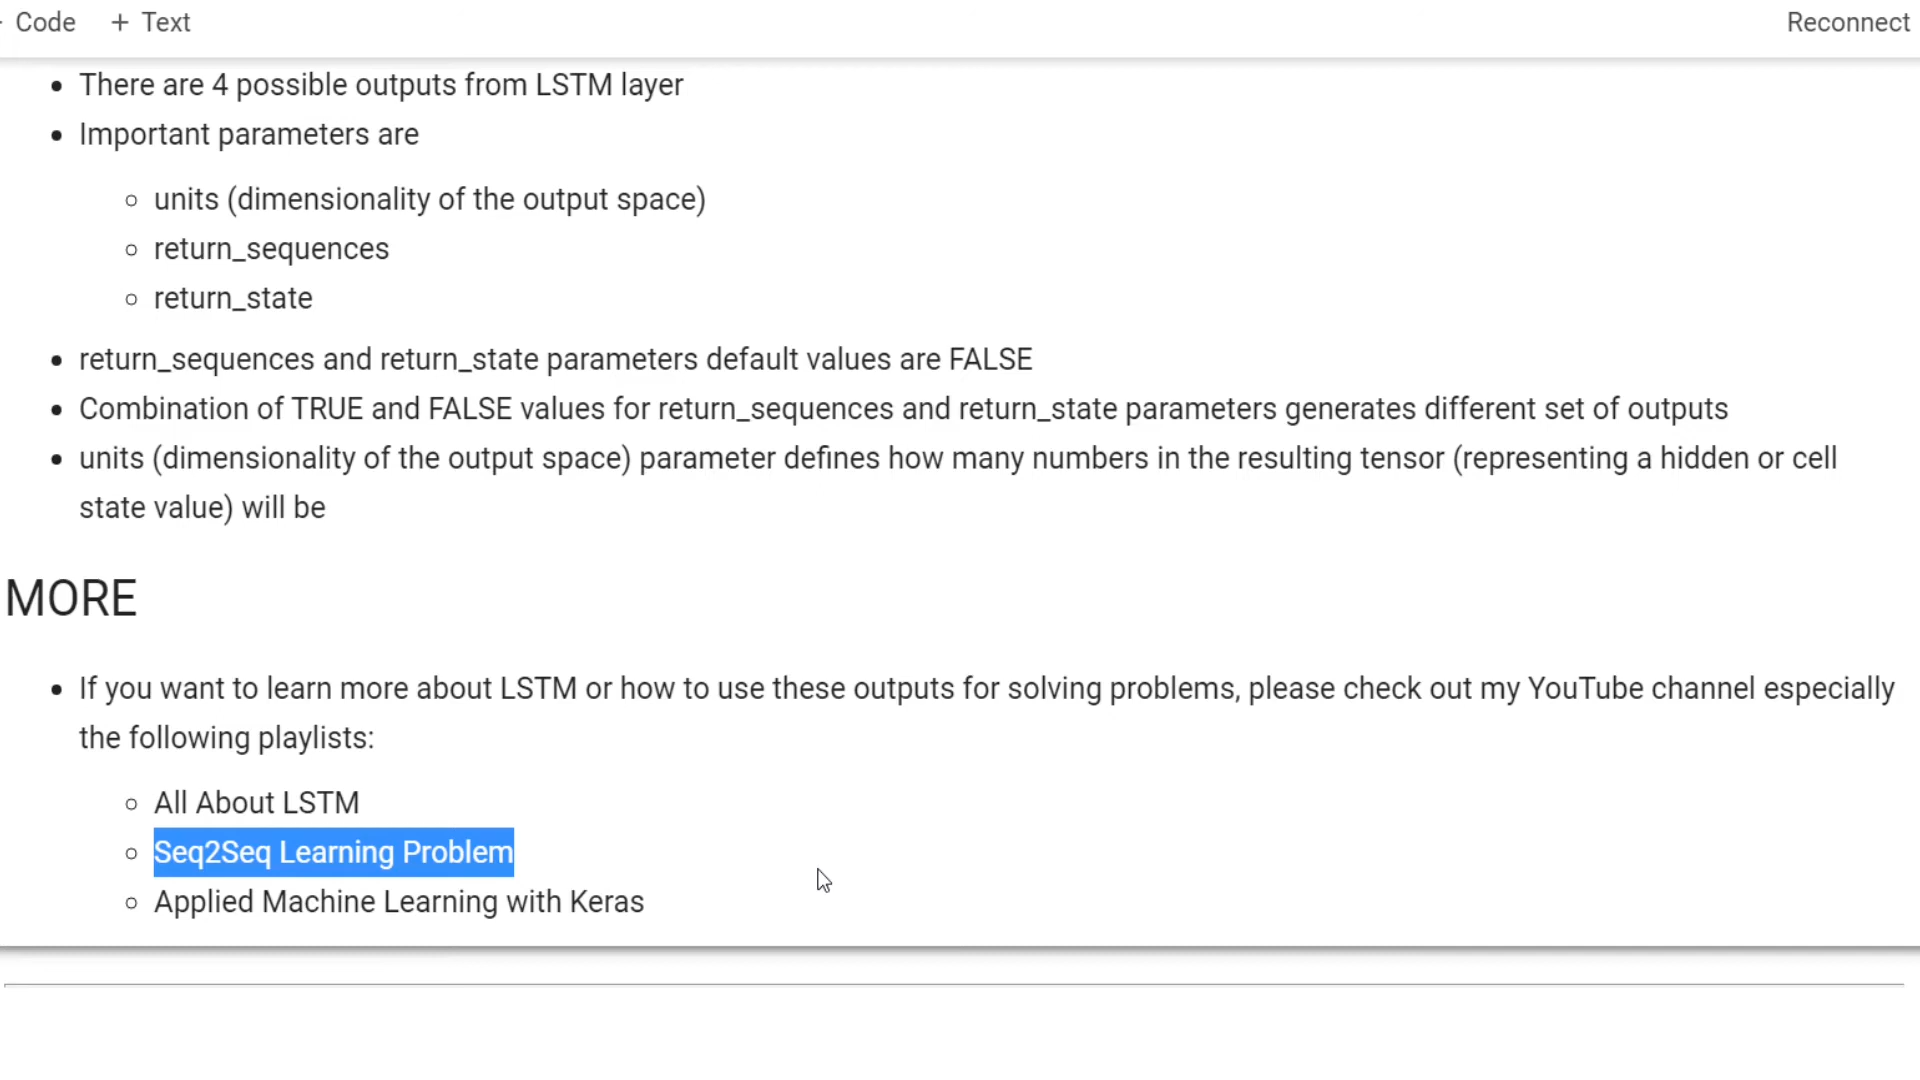 Code + Text Reconnect
• There are 4 possible outputs from LSTM layer
• Important parameters are
○ units (dimensionality of the output space)
○ return_sequences
○ return_state
• return_sequences and return_state parameters default values are FALSE
• Combination of TRUE and FALSE values for return_sequences and return_state parameters generates different set of outputs
• units (dimensionality of the output space) parameter defines how many numbers in the resulting tensor (representing a hidden or cell
state value) will be
MORE
• If you want to learn more about LSTM or how to use these outputs for solving problems, please check out my YouTube channel especially
the following playlists:
○ All About LSTM
○ Seq2Seq Learning Problem
○ Applied Machine Learning with Keras